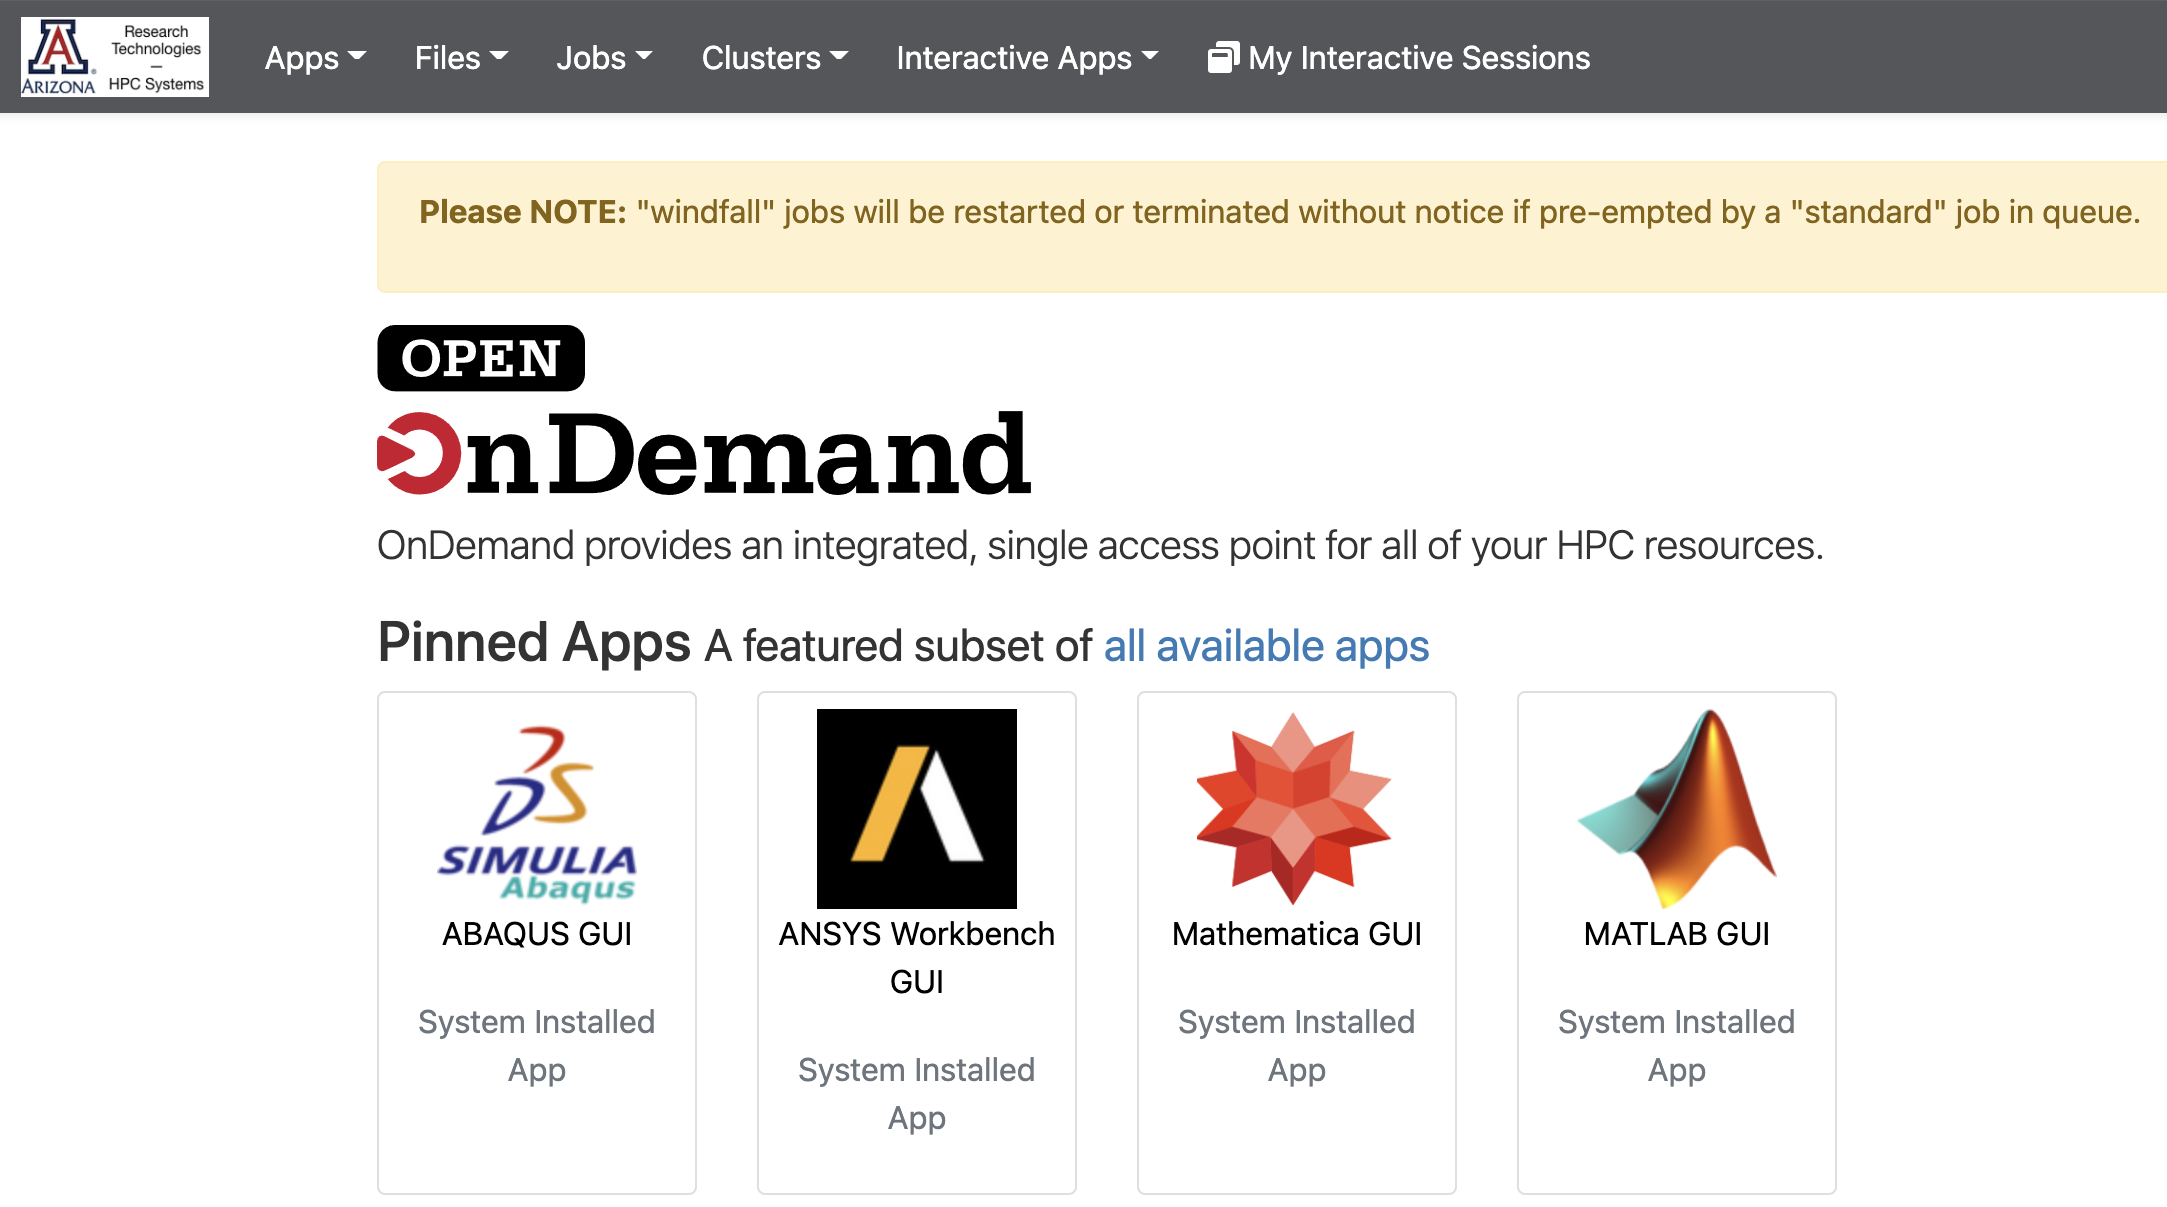 Research
Technologies
—
HPC Systems
ARIZONA
Apps
Files
Jobs
Clusters
Interactive Apps
My Interactive Sessions
Please NOTE: "windfall" jobs will be restarted or terminated without notice if pre-empted by a "standard" job in queue.
OPEN
OnDemand
OnDemand provides an integrated, single access point for all of your HPC resources.
Pinned Apps A featured subset of all available apps
SIMULIA
Abaqus
ABAQUS GUI
System Installed
App
ANSYS Workbench
GUI
System Installed
App
Mathematica GUI
System Installed
App
MATLAB GUI
System Installed
App